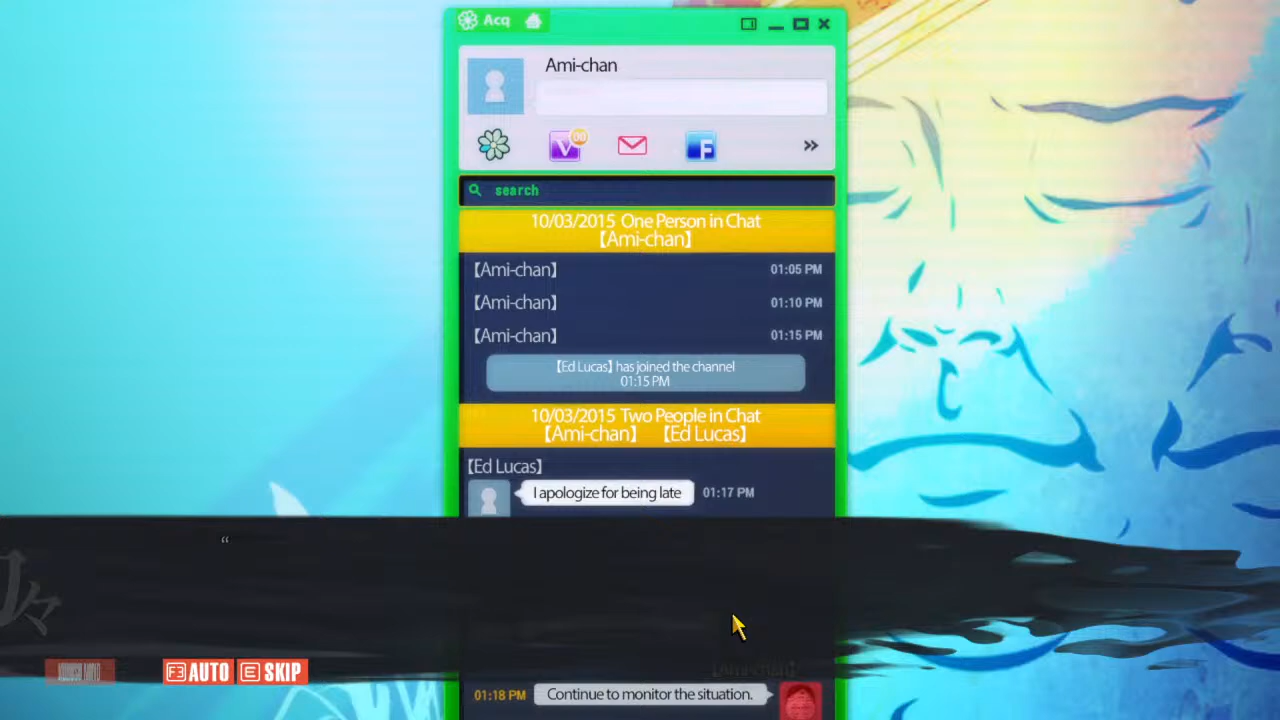 Acq
Ami-chan
00
V
F
search
10/03/2015 One Person in Chat
【Ami-chan】
【Ami-chan】 01:05 PM
【Ami-chan】 01:10 PM
【Ami-chan】 01:15 PM
【Ed Lucas】 has joined the channel
01:15 PM
10/03/2015 Two People in Chat
【Ami-chan】 【Ed Lucas】
【Ed Lucas】
I apologize for being late 01:17 PM
“
々
F3 AUTO E SKIP
【Ami-chan】
01:18 PM Continue to monitor the situation.